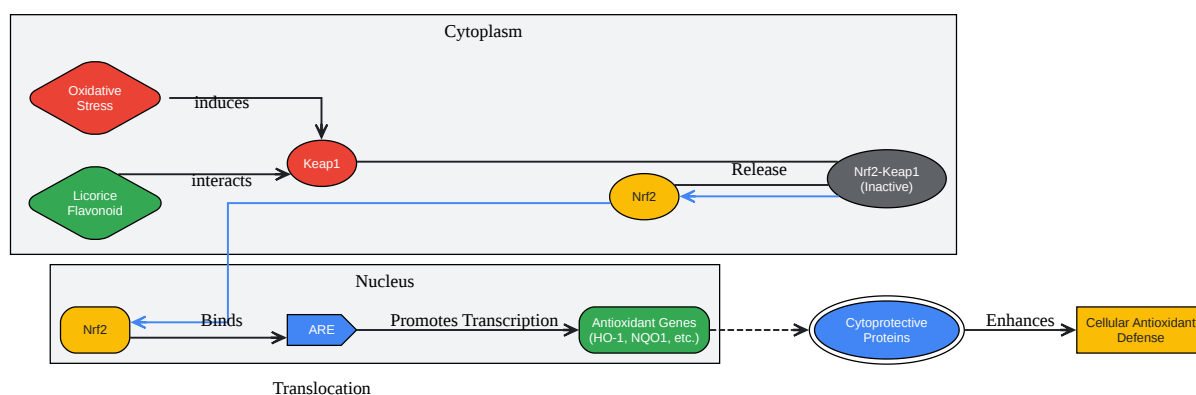 Cytoplasm
Oxidative
Stress
induces
Keap1
Licorice
Flavonoid
interacts
Release
Nrf2
Nrf2-Keap1
(Inactive)
Nucleus
Nrf2
Binds
ARE
Promotes Transcription
Antioxidant Genes
(HO-1, NQO1, etc.)
Cytoprotective
Proteins
Enhances
Cellular Antioxidant
Defense
Translocation